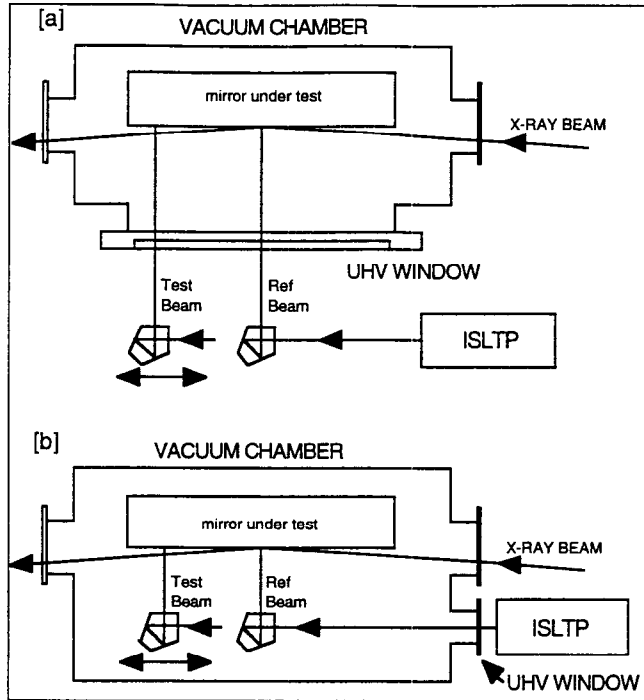 [a]
VACUUM CHAMBER
mirror under test
X-RAY BEAM
UHV WINDOW
Test
Beam
Ref
Beam
ISLTP
[b]
VACUUM CHAMBER
mirror under test
X-RAY BEAM
Test
Beam
Ref
Beam
ISLTP
UHV WINDOW